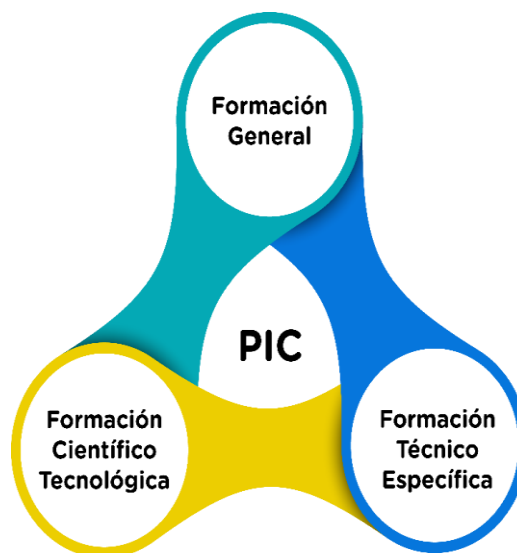 Formación
General
PIC
Formación
Científico
Tecnológica
Formación
Técnico
Específica